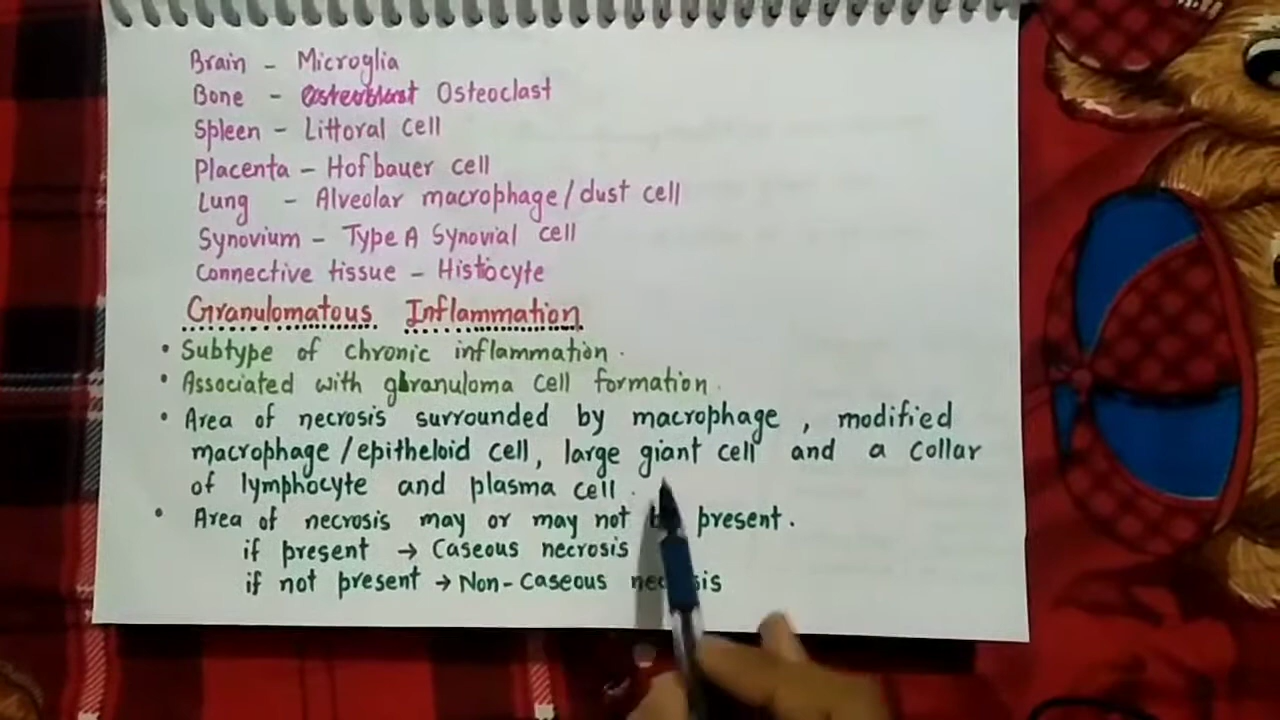 Brain - Microglia
Bone - Osteoclast
Spleen - Littoral cell
Placenta - Hofbauer cell
Lung - Alveolar macrophage/dust cell
Synovium - Type A Synovial cell
Connective tissue - Histiocyte
Granulomatous Inflammation
• Subtype of chronic inflammation.
• Associated with granuloma cell formation.
• Area of necrosis surrounded by macrophage, modified
macrophage/epitheloid cell, large giant cell and a collar
of lymphocyte and plasma cell.
• Area of necrosis may or may not present.
if present → Caseous necrosis
if not present → Non-Caseous